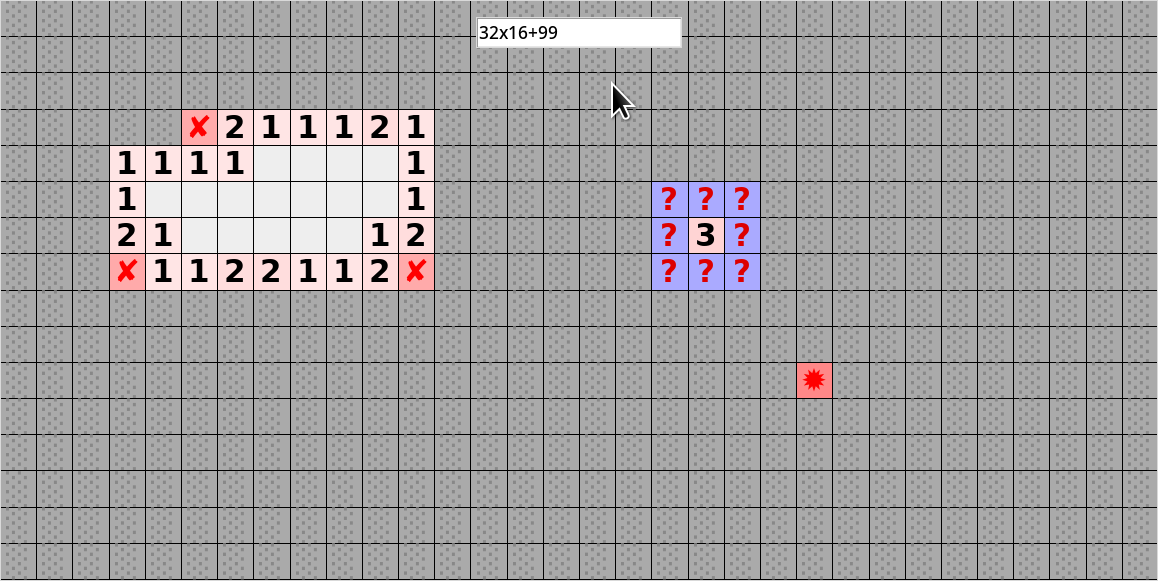 32x16+99
✘ 2 1 1 1 2 1
1 1 1 1 1
1 1 ? ? ?
2 1 1 2 ? 3 ?
✘ 1 1 2 2 1 1 2 ✘ ? ? ?